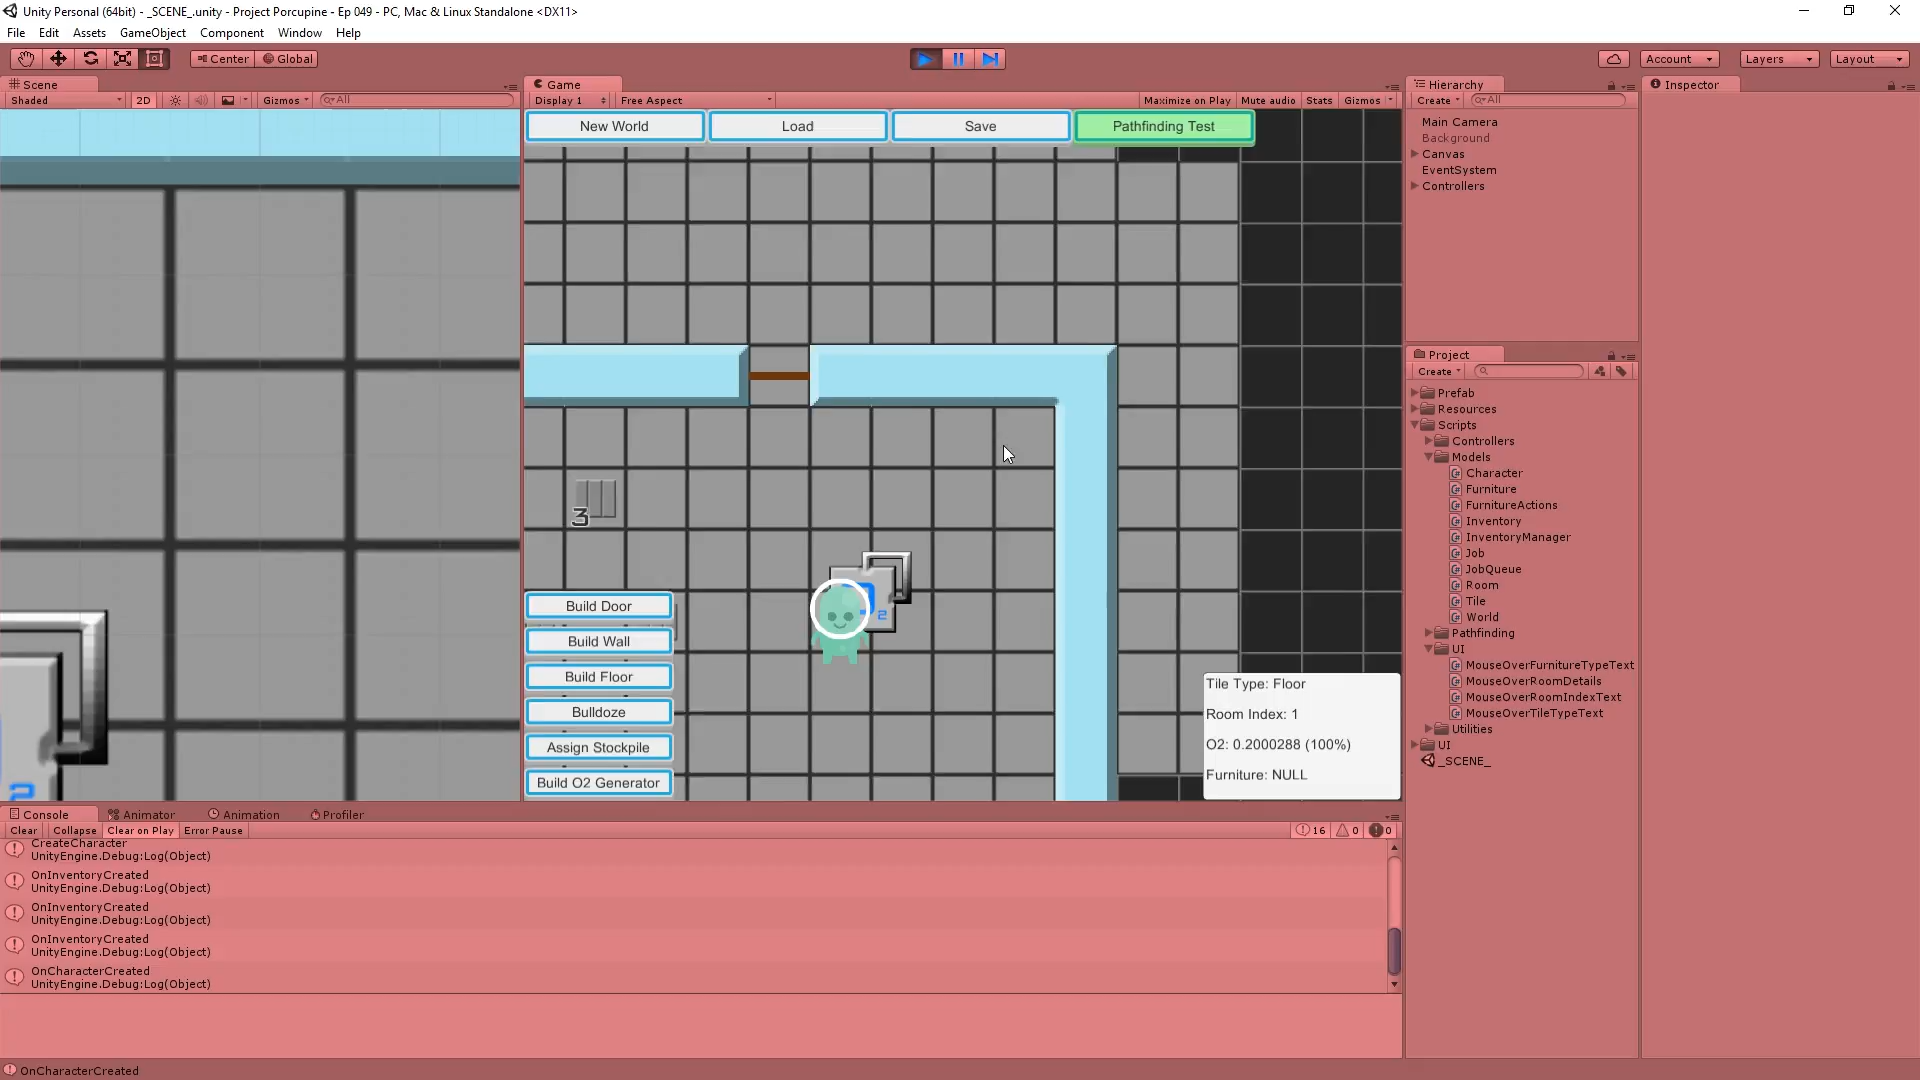 Unity Personal (64bit) - _SCENE_.unity - Project Porcupine - Ep 049 - PC, Mac & Linux Standalone <DX11>
File Edit Assets GameObject Component Window Help
Center Global Account Layers Layout
Scene
Shaded 2D Gizmos All
Game
Display 1 Free Aspect Maximize on Play Mute audio Stats Gizmos
New World Load Save Pathfinding Test
3
2
2
Build Door
Build Wall
Build Floor
Bulldoze
Assign Stockpile
Build O2 Generator
Tile Type: Floor
Room Index: 1
O2: 0.2000288 (100%)
Furniture: NULL
Hierarchy
Create All
Main Camera
Background
Canvas
EventSystem
Controllers
Inspector
Project
Create
Prefab
Resources
Scripts
Controllers
Models
Character
Furniture
FurnitureActions
Inventory
InventoryManager
Job
JobQueue
Room
Tile
World
Pathfinding
UI
MouseOverFurnitureTypeText
MouseOverRoomDetails
MouseOverRoomIndexText
MouseOverTileTypeText
Utilities
UI
_SCENE_
Console Animator Animation Profiler
Clear Collapse Clear on Play Error Pause 16 0 0
CreateCharacter
UnityEngine.Debug:Log(Object)
OnInventoryCreated
UnityEngine.Debug:Log(Object)
OnInventoryCreated
UnityEngine.Debug:Log(Object)
OnInventoryCreated
UnityEngine.Debug:Log(Object)
OnCharacterCreated
UnityEngine.Debug:Log(Object)
OnCharacterCreated